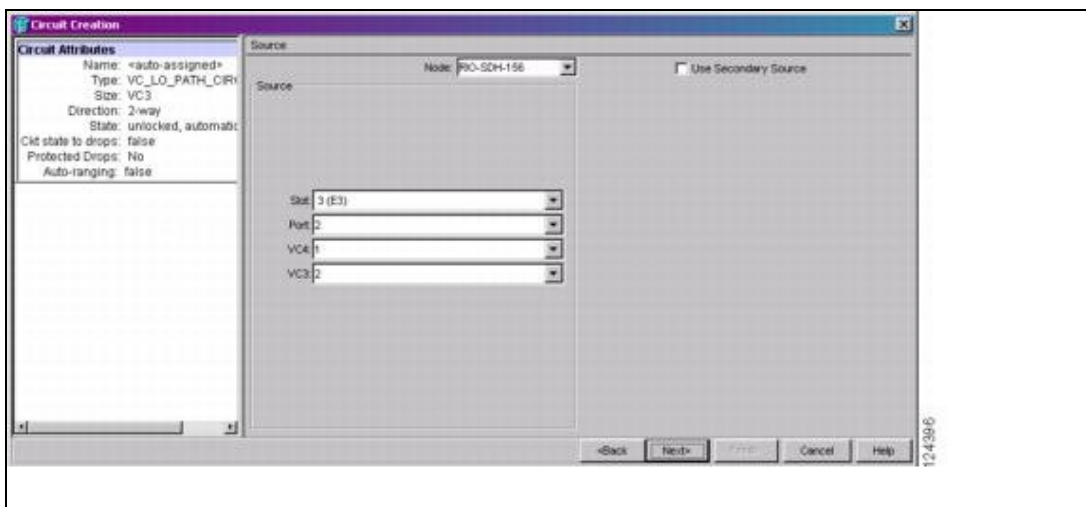 Circuit Creation
Circuit Attributes
Name: <auto-assigned>
Type: VC_LO_PATH_CIR
Size: VC3
Direction: 2-way
State: unlocked, automatic
Ckt state to drops: false
Protected Drops: No
Auto-ranging: false
Source
Node: RIO-SDH-156
Use Secondary Source
Source
Slot: 3 (E3)
Port: 2
VC4: 1
VC3: 2
<Back
Next>
Cancel
Help
124396